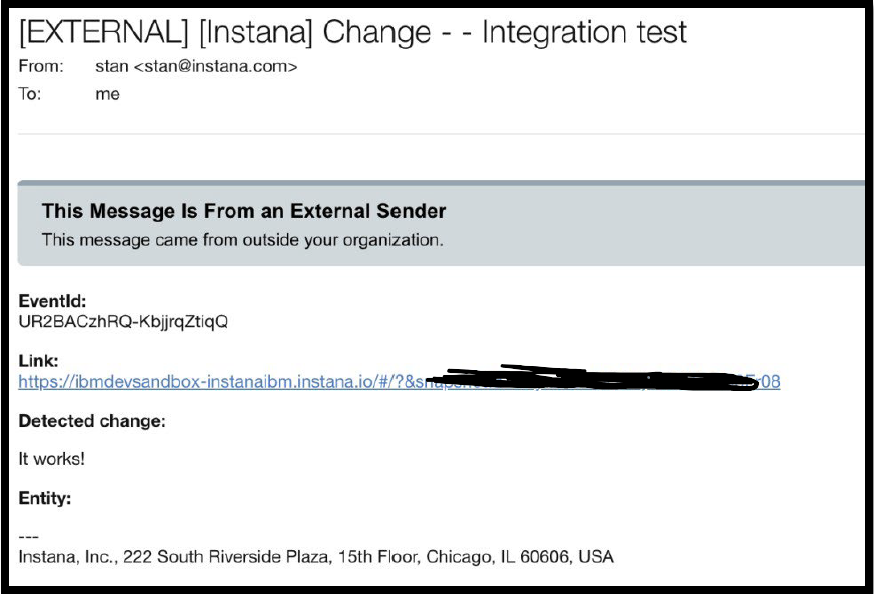 [EXTERNAL] [Instana] Change - - Integration test
From: stan <stan@instana.com>
To: me
This Message Is From an External Sender
This message came from outside your organization.
EventId:
UR2BACzhRQ-KbjjrqZtiqQ
Link:
https://ibmdevsandbox-instanaibm.instana.io/#/?&snap 08
Detected change:
It works!
Entity:
---
Instana, Inc., 222 South Riverside Plaza, 15th Floor, Chicago, IL 60606, USA